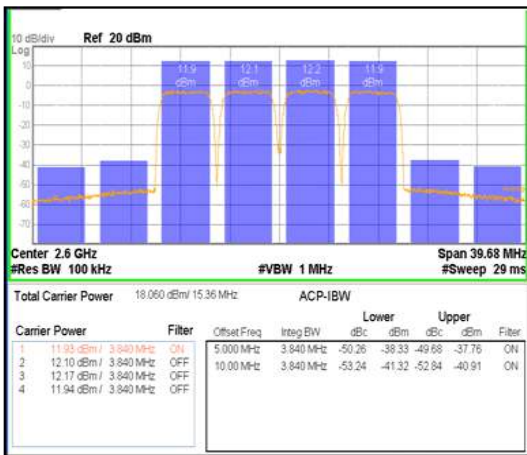 10 dB/div Ref 20 dBm
Log
10
0
-10
-20
-30
-40
-50
-60
-70
11.9 dBm
12.1 dBm
12.2 dBm
11.9 dBm
Center 2.6 GHz Span 39.68 MHz
#Res BW 100 kHz #VBW 1 MHz #Sweep 29 ms
Total Carrier Power 18.060 dBm/ 15.36 MHz ACP-IBW
Lower Upper
Carrier Power Filter Offset Freq Integ BW dBc dBm dBc dBm Filter
1 11.93 dBm / 3.840 MHz ON 5.000 MHz 3.840 MHz -50.26 -38.33 -49.68 -37.76 ON
2 12.10 dBm / 3.840 MHz OFF 10.00 MHz 3.840 MHz -53.24 -41.32 -52.84 -40.91 ON
3 12.17 dBm / 3.840 MHz OFF
4 11.94 dBm / 3.840 MHz OFF